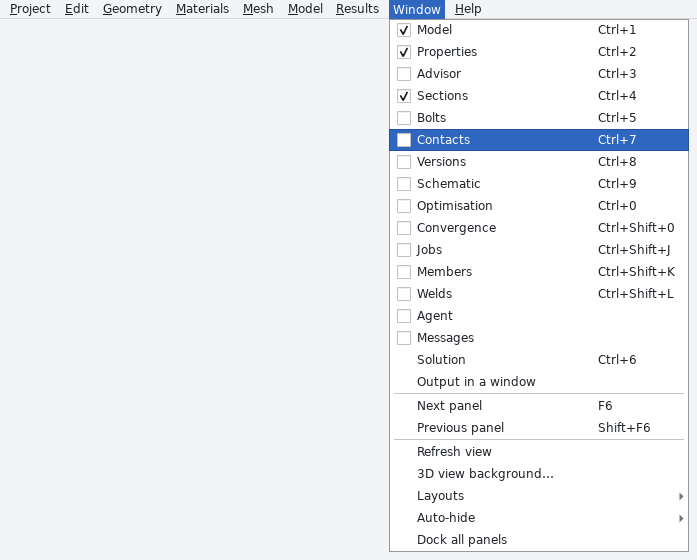 Project Edit Geometry Materials Mesh Model Results Window Help
Model Ctrl+1
Properties Ctrl+2
Advisor Ctrl+3
Sections Ctrl+4
Bolts Ctrl+5
Contacts Ctrl+7
Versions Ctrl+8
Schematic Ctrl+9
Optimisation Ctrl+0
Convergence Ctrl+Shift+0
Jobs Ctrl+Shift+J
Members Ctrl+Shift+K
Welds Ctrl+Shift+L
Agent
Messages
Solution Ctrl+6
Output in a window
Next panel F6
Previous panel Shift+F6
Refresh view
3D view background...
Layouts
Auto-hide
Dock all panels